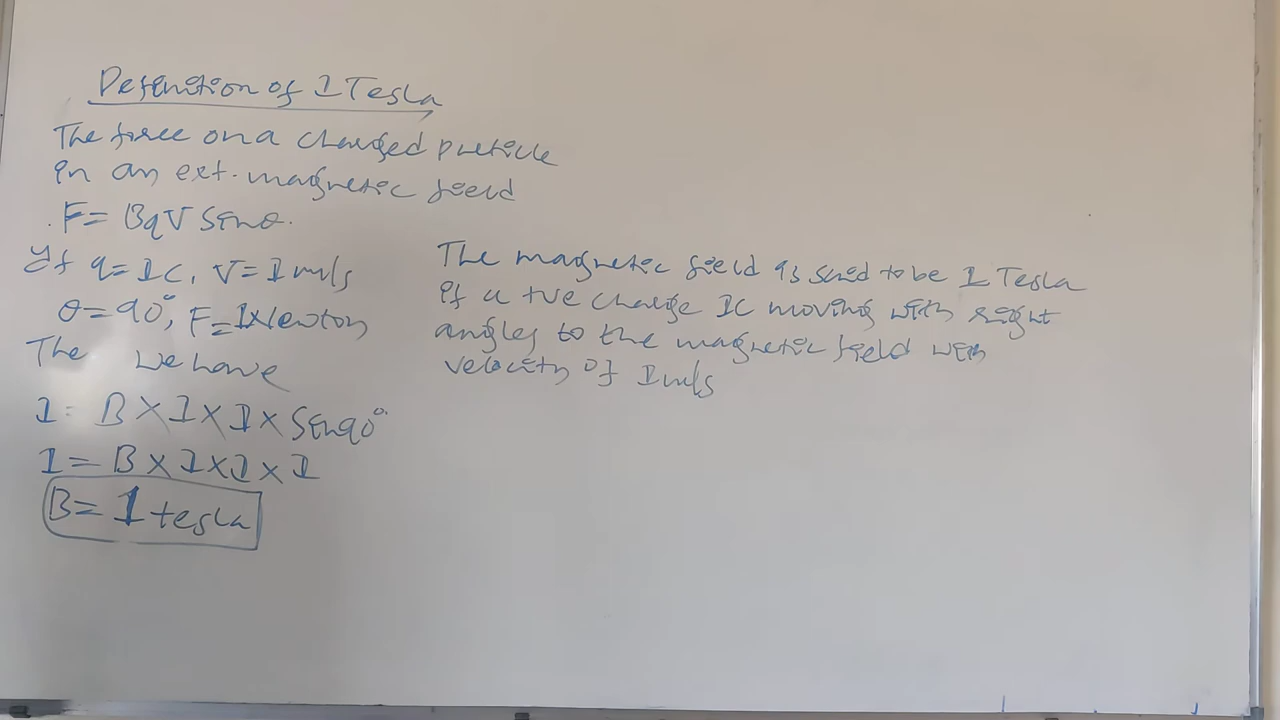 Definition of 1 Tesla
The force on a charged particle
in an ext. magnetic field
F = BqV Sinθ.
If q = 1C, V = 1 m/s
θ = 90°, F = 1 Newton
The we have
1 = B × 1 × 1 × Sin90°
1 = B × 1 × 1 × 1
B = 1 tesla
The magnetic field is said to be 1 Tesla
if a +ve charge 1C moving with right
angles to the magnetic field with
velocity of 1 m/s